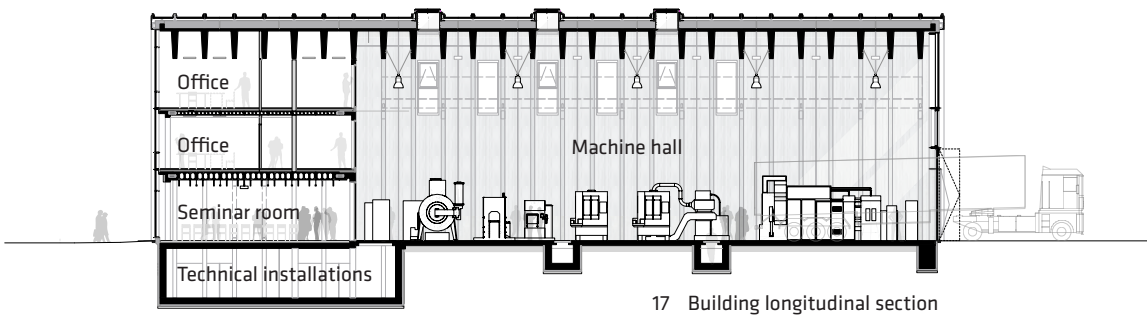 Office
Office
Machine hall
Seminar room
Technical installations
17 Building longitudinal section